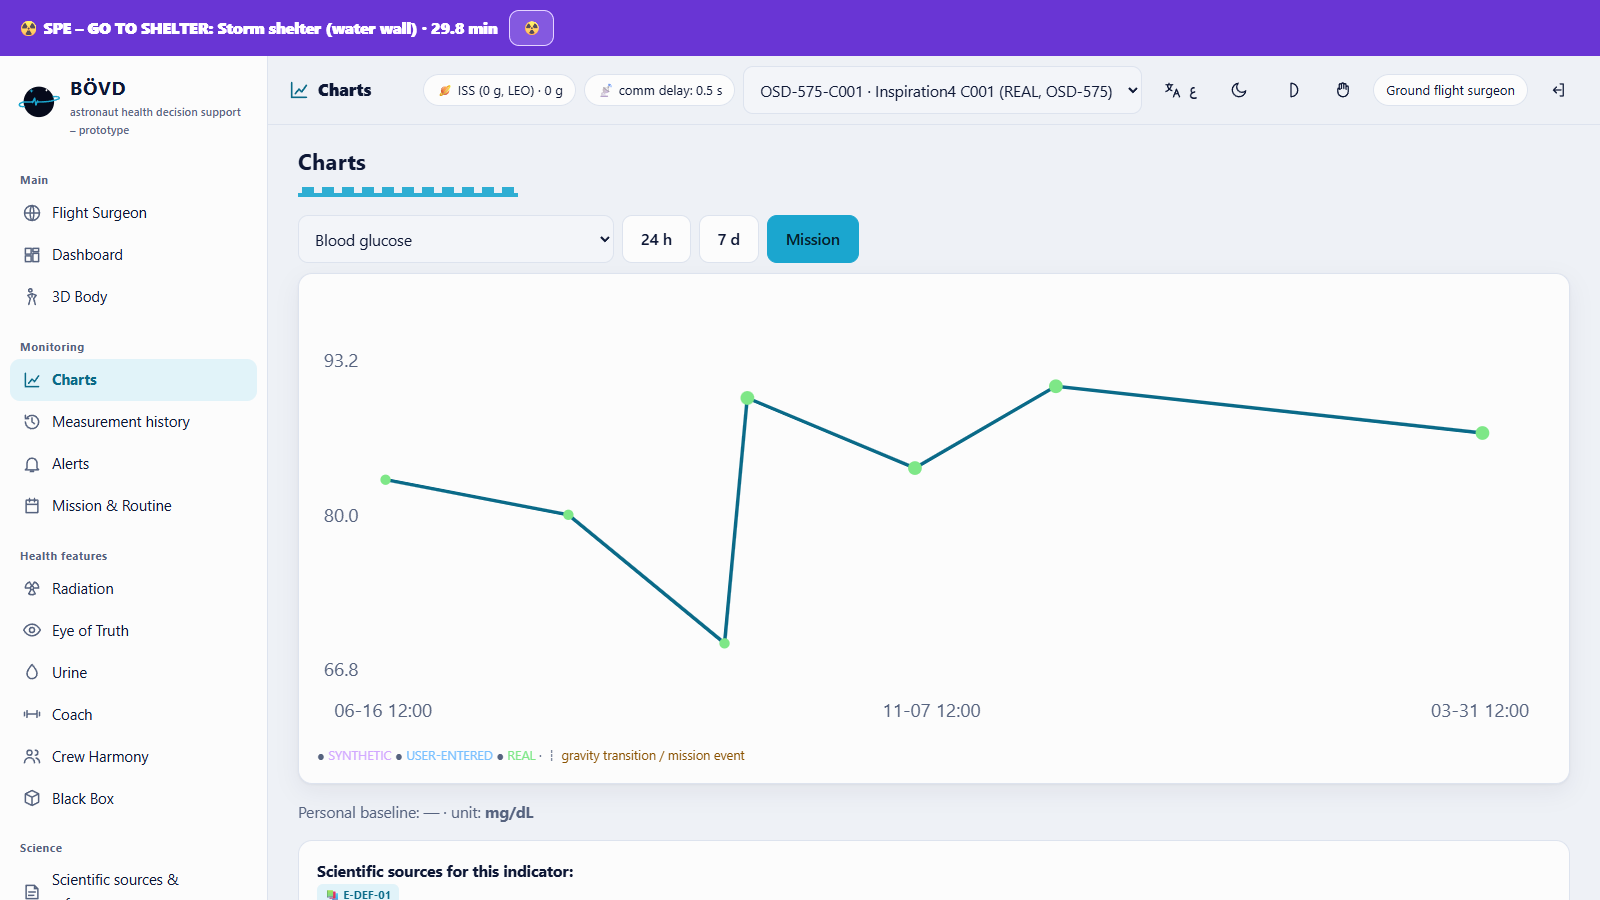 ☢ SPE – GO TO SHELTER: Storm shelter (water wall) · 29.8 min ☢
BÖVD
astronaut health decision support
– prototype
Main
Flight Surgeon
Dashboard
3D Body
Monitoring
Charts
Measurement history
Alerts
Mission & Routine
Health features
Radiation
Eye of Truth
Urine
Coach
Crew Harmony
Black Box
Science
Scientific sources &
Charts
ISS (0 g, LEO) · 0 g
comm delay: 0.5 s
OSD-575-C001 · Inspiration4 C001 (REAL, OSD-575)
ع
Ground flight surgeon
Charts
Blood glucose
24 h
7 d
Mission
93.2
80.0
66.8
06-16 12:00
11-07 12:00
03-31 12:00
● SYNTHETIC ● USER-ENTERED ● REAL · ┊ gravity transition / mission event
Personal baseline: — · unit: mg/dL
Scientific sources for this indicator:
E-DEF-01